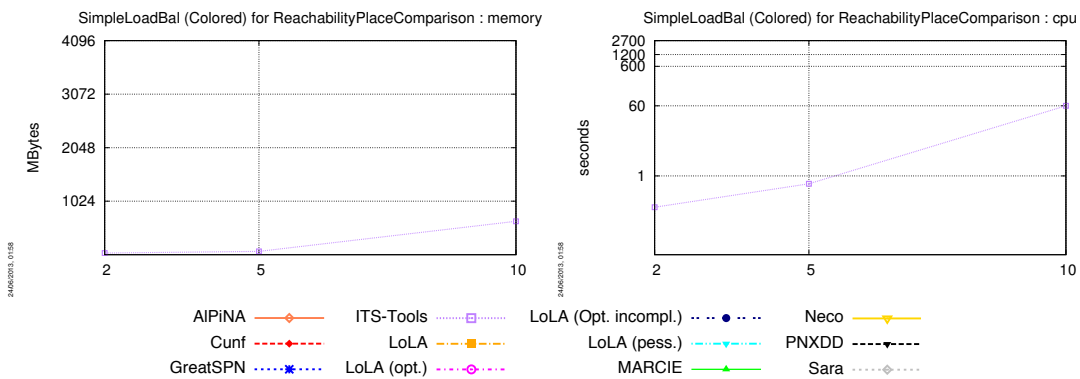 SimpleLoadBal (Colored) for ReachabilityPlaceComparison : memory
4096
3072
2048
1024
MBytes
2 5 10
24/06/2013, 01:58
SimpleLoadBal (Colored) for ReachabilityPlaceComparison : cpu
2700
1200
600
60
1
seconds
2 5 10
24/06/2013, 01:58
AlPiNA ITS-Tools LoLA (Opt. incompl.) Neco
Cunf LoLA LoLA (pess.) PNXDD
GreatSPN LoLA (opt.) MARCIE Sara